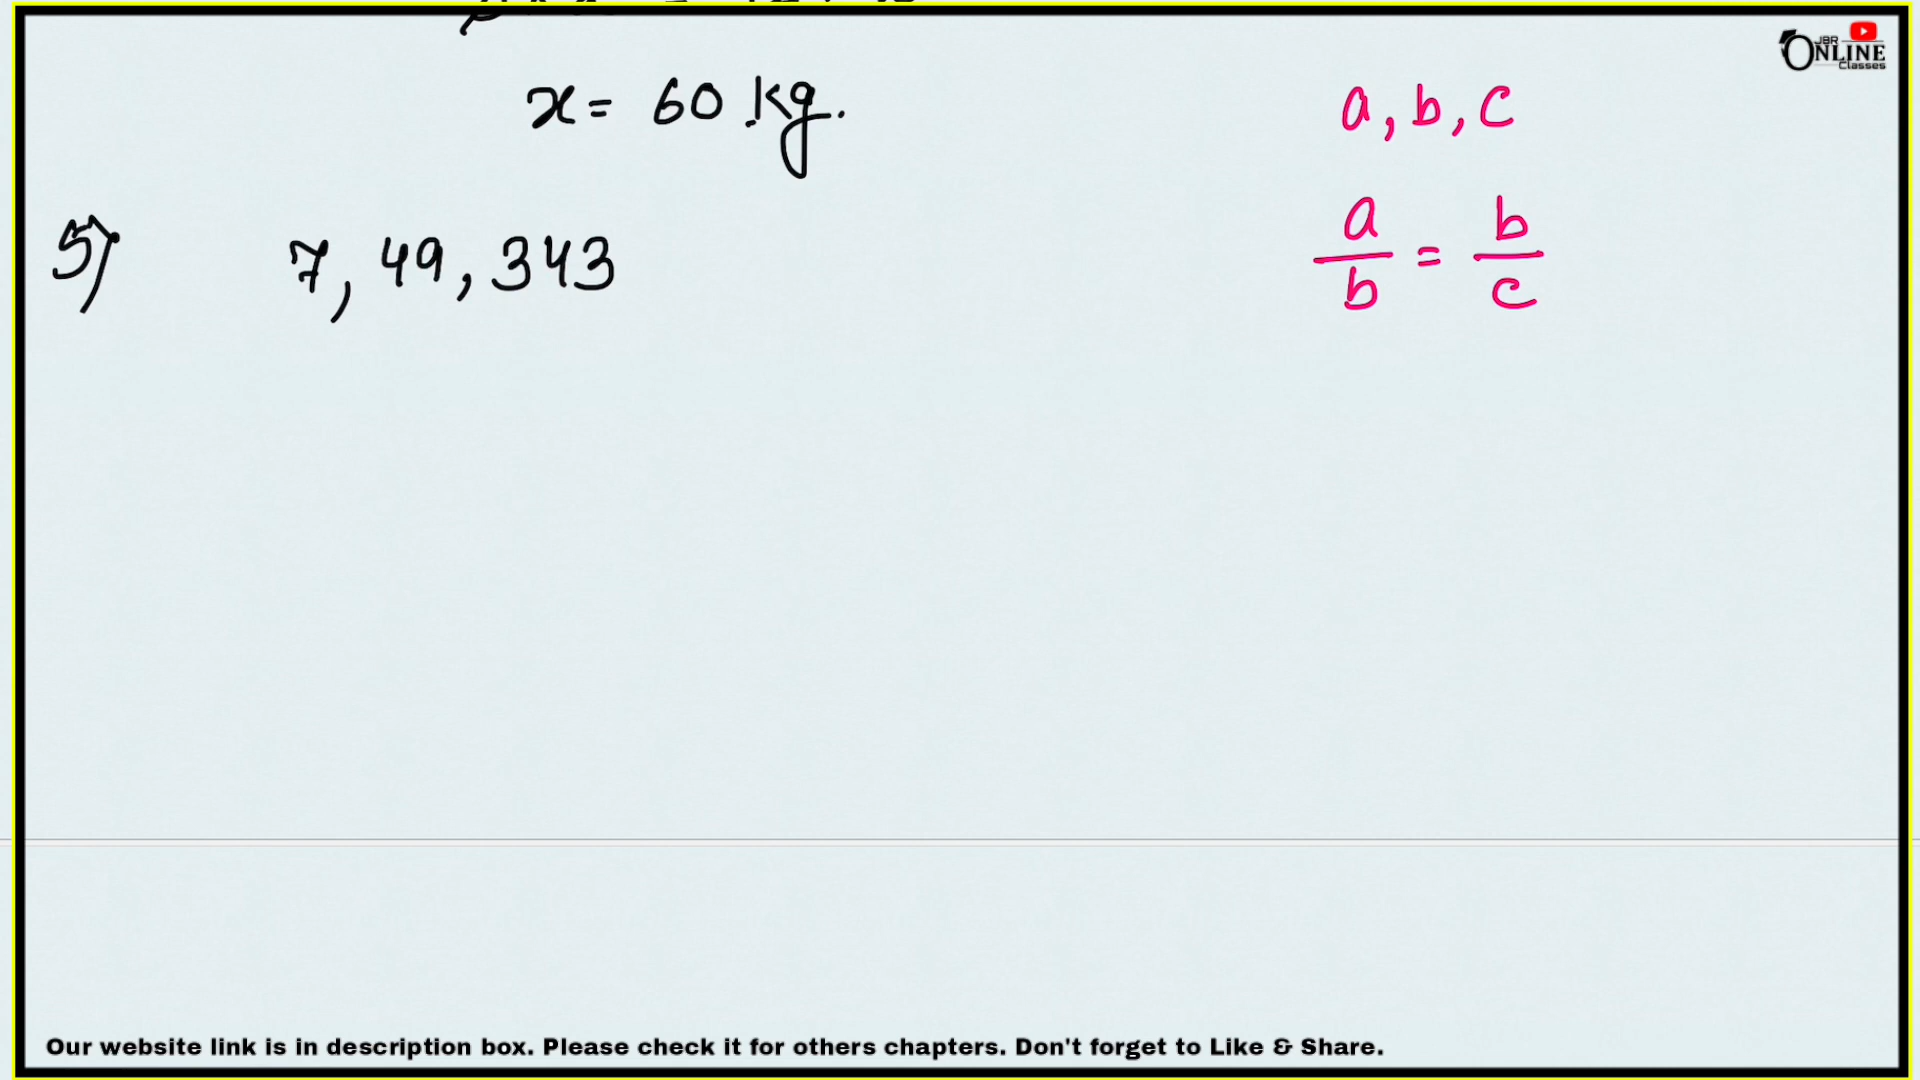 JBR
ONLINE
Classes
x = 60 kg.
a, b, c
a/b = b/c
5) 7, 49, 343
Our website link is in description box. Please check it for others chapters. Don't forget to Like & Share.